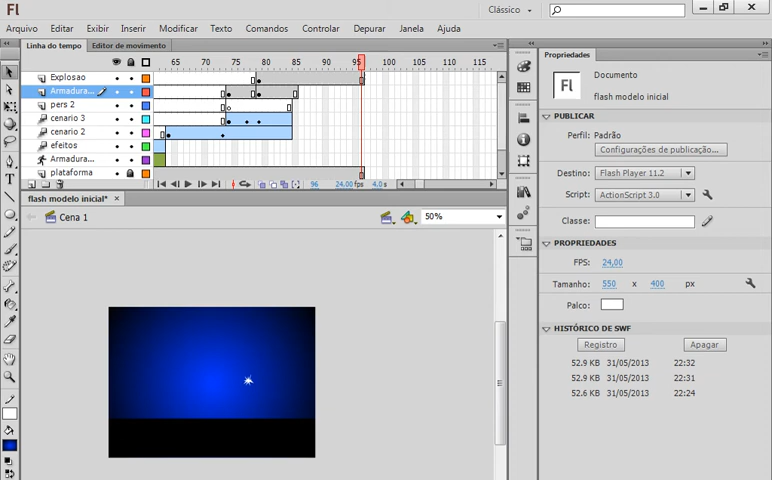 Fl
Clássico
Arquivo Editar Exibir Inserir Modificar Texto Comandos Controlar Depurar Janela Ajuda
Linha do tempo Editor de movimento
65 70 75 80 85 90 95 100 105 110 115
Explosao
Armadura...
pers 2
cenario 3
cenario 2
efeitos
Armadura...
plataforma
96 24.00 fps 4.0 s
flash modelo inicial*
Cena 1
50%
Propriedades
Fl
Documento
flash modelo inicial
PUBLICAR
Perfil: Padrão
Configurações de publicação...
Destino: Flash Player 11.2
Script: ActionScript 3.0
Classe:
PROPRIEDADES
FPS: 24,00
Tamanho: 550 x 400 px
Palco:
HISTÓRICO DE SWF
Registro Apagar
52.9 KB 31/05/2013 22:32
52.9 KB 31/05/2013 22:31
52.6 KB 31/05/2013 22:24